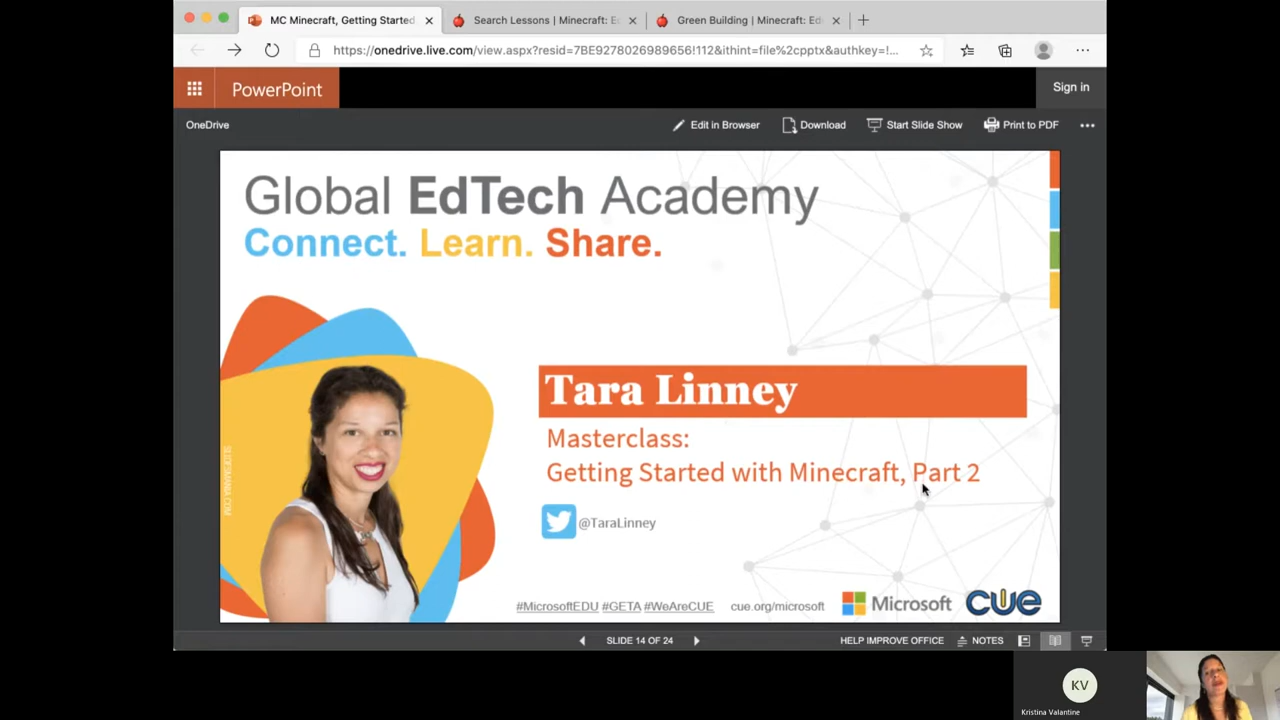 MC Minecraft, Getting Started
Search Lessons | Minecraft: E
Green Building | Minecraft: Ed
https://onedrive.live.com/view.aspx?resid=7BE9278026989656!112&ithint=file%2cpptx&authkey=!...
PowerPoint
Sign in
OneDrive
Edit in Browser
Download
Start Slide Show
Print to PDF
Global EdTech Academy
Connect. Learn. Share.
Tara Linney
Masterclass:
Getting Started with Minecraft, Part 2
@TaraLinney
SLIDESMANIA.COM
#MicrosoftEDU #GETA #WeAreCUE
cue.org/microsoft
Microsoft
CUE
SLIDE 14 OF 24
HELP IMPROVE OFFICE
NOTES
KV
Kristina Valantine